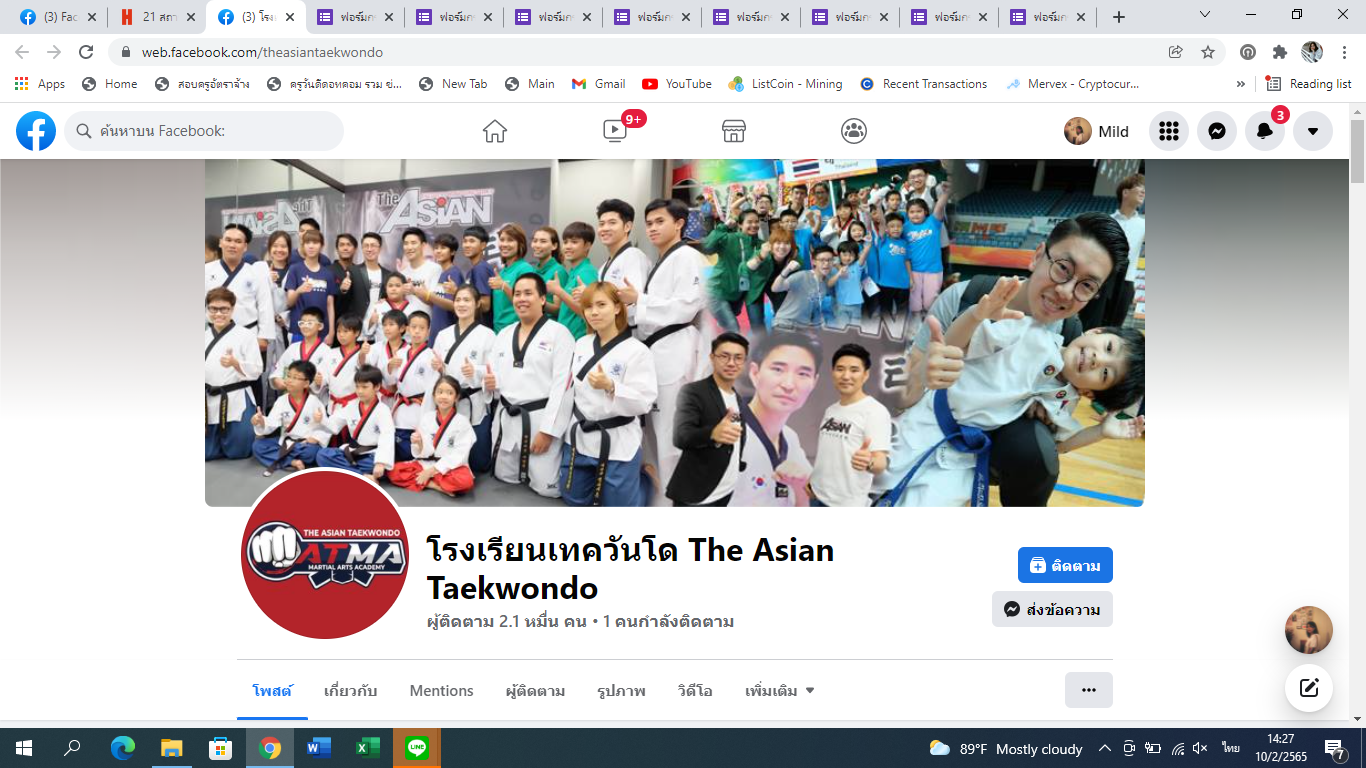 (3) Fac
21 สถา
(3) โรงเ
ฟอร์มก
ฟอร์มก
ฟอร์มก
ฟอร์มก
ฟอร์มก
ฟอร์มก
ฟอร์มก
ฟอร์มก
web.facebook.com/theasiantaekwondo
Apps
Home
สอบครูอัตราจ้าง
ครูวันดีดอทคอม รวม ข่...
New Tab
Main
Gmail
YouTube
ListCoin - Mining
Recent Transactions
Mervex - Cryptocur...
»
Reading list
ค้นหาบน Facebook:
9+
Mild
3
The
ASiAN
Thailand
ASIAN
THE ASIAN TAEKWONDO
ATMA
MARTIAL ARTS ACADEMY
โรงเรียนเทควันโด The Asian
Taekwondo
ผู้ติดตาม 2.1 หมื่น คน • 1 คนกำลังติดตาม
ติดตาม
ส่งข้อความ
โพสต์
เกี่ยวกับ
Mentions
ผู้ติดตาม
รูปภาพ
วิดีโอ
เพิ่มเติม
LINE
89°F Mostly cloudy
ไทย
14:27
10/2/2565
7